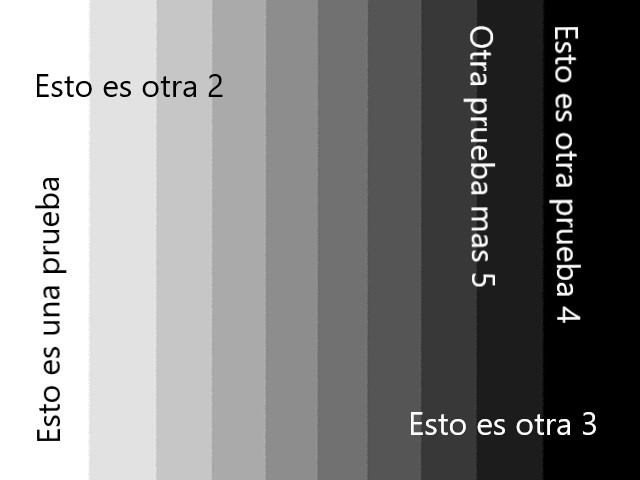 Esto es otra 2
Esto es una prueba
Otra prueba mas 5
Esto es otra prueba 4
Esto es otra 3